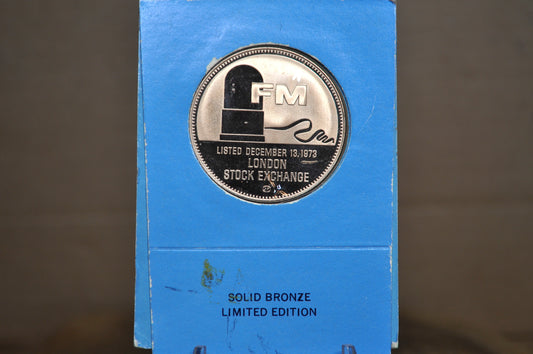 FM
LISTED DECEMBER 13, 1973
LONDON
STOCK EXCHANGE
SOLID BRONZE
LIMITED EDITION